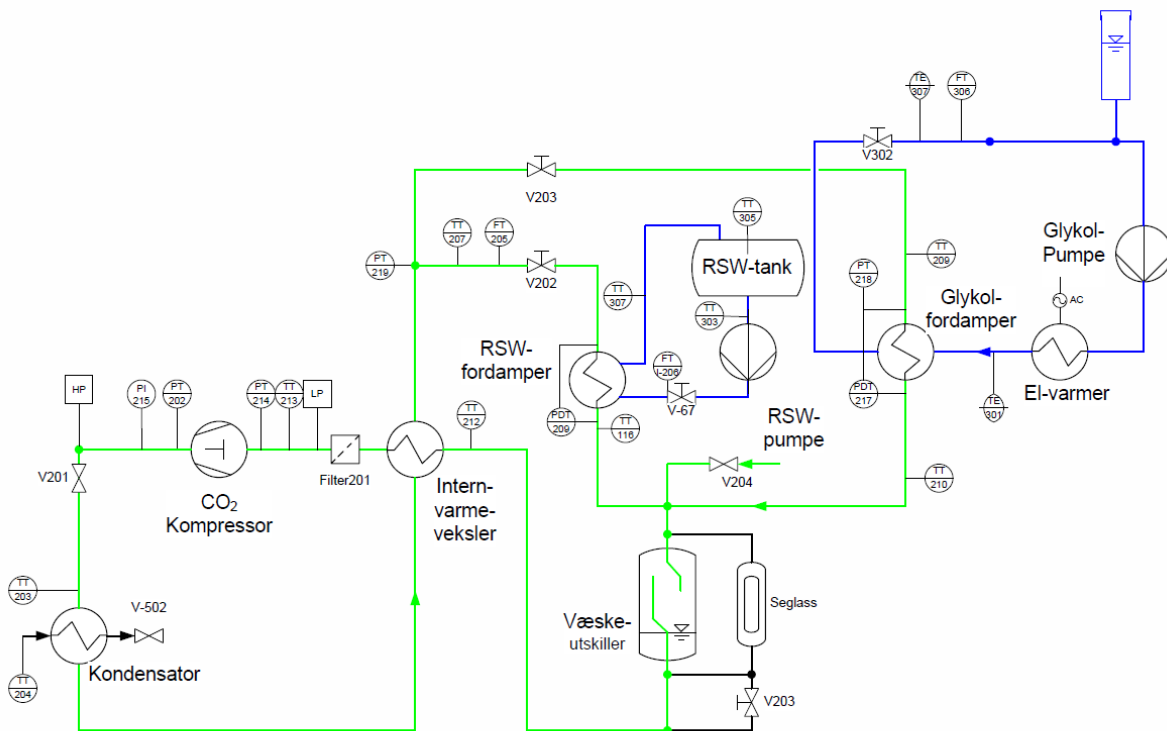 TE
307
FT
306
V302
V203
TT
207
FT
205
V202
PT
219
TT
305
RSW-tank
TT
307
TT
303
PT
218
TT
209
Glykol-
Pumpe
AC
Glykol-
fordamper
El-varmer
RSW-
fordamper
FT
I-206
V-67
PDT
209
TT
116
PDT
217
TE
301
HP
PI
215
PT
202
PT
214
TT
213
LP
TT
212
RSW-
pumpe
V201
Filter201
V204
TT
210
CO2
Kompressor
Intern-
varme-
veksler
TT
203
V-502
Væske-
utskiller
Seglass
Kondensator
TT
204
V203